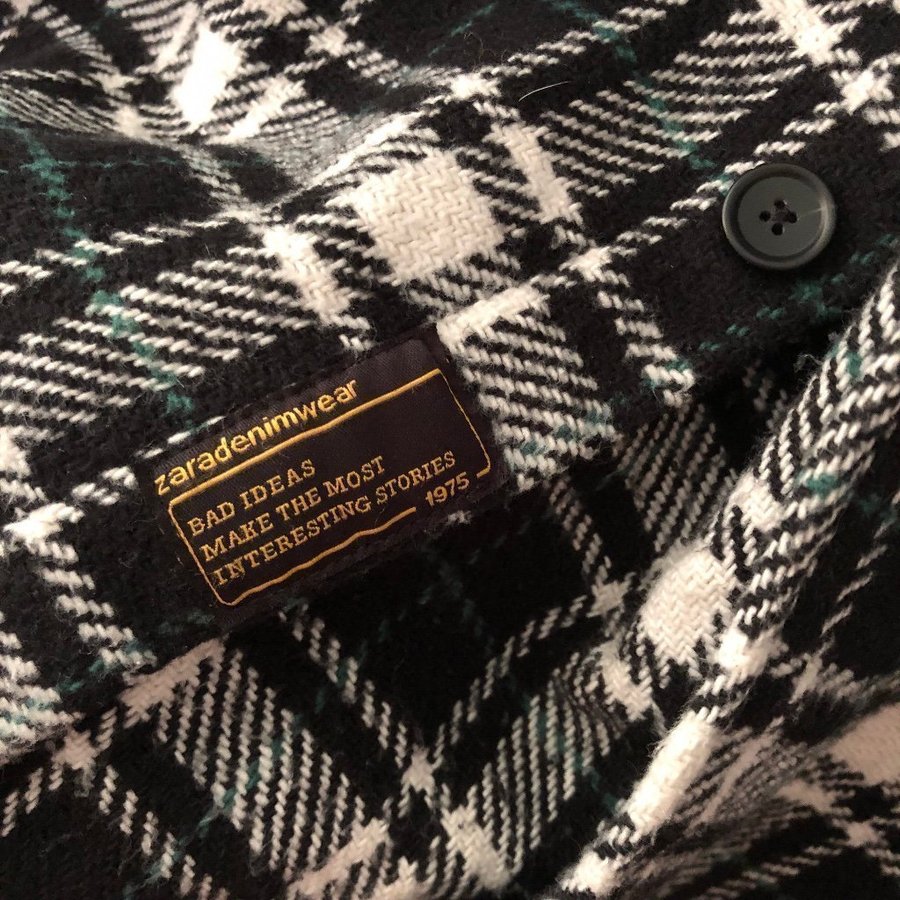 zaradenimwear
BAD IDEAS
MAKE THE MOST
INTERESTING STORIES
1975